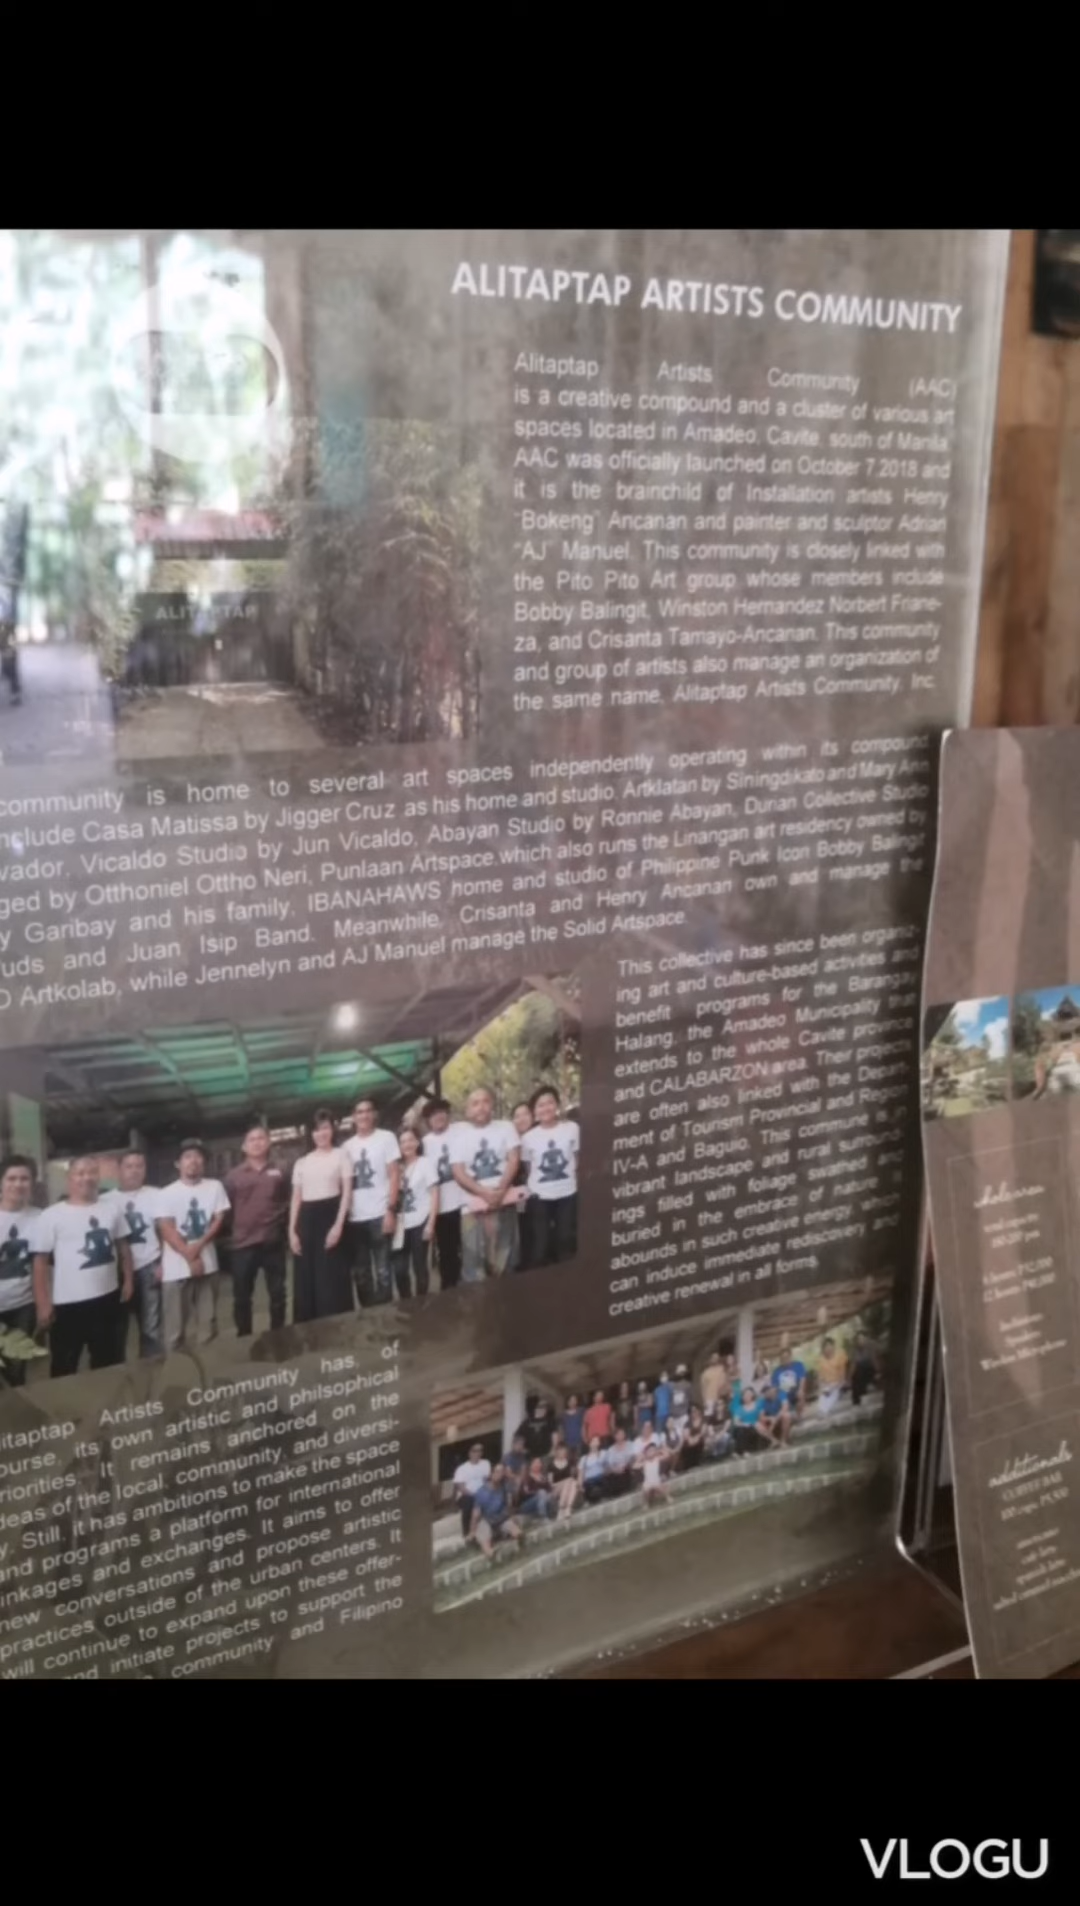 ALITAPTAP ARTISTS COMMUNITY
Alitaptap Artists Community (AAC)
is a creative compound and a cluster of various art
spaces located in Amadeo, Cavite, south of Manila.
AAC was officially launched on October 7,2018 and
it is the brainchild of Installation artists Henry
"Bokeng" Ancanan and painter and sculptor Adrian
"AJ" Manuel. This community is closely linked with
the Pito Pito Art group whose members include
Bobby Balingit, Winston Hernandez Norbert Friane-
za, and Crisanta Tamayo-Ancanan. This community
and group of artists also manage an organization of
the same name, Alitaptap Artists Community, Inc.
ALITAPTAP
community is home to several art spaces independently operating within its compound
nclude Casa Matissa by Jigger Cruz as his home and studio, Artklatan by Siningdikato and Mary Ann
vador, Vicaldo Studio by Jun Vicaldo, Abayan Studio by Ronnie Abayan, Durian Collective Studio
ged by Otthoniel Ottho Neri, Punlaan Artspace,which also runs the Linangan art residency owned by
y Garibay and his family, IBANAHAWS home and studio of Philippine Punk Icon Bobby Balingit
uds and Juan Isip Band. Meanwhile, Crisanta and Henry Ancanan own and manage the
O Artkolab, while Jennelyn and AJ Manuel manage the Solid Artspace.
This collective has since been organiz-
ing art and culture-based activities and
benefit programs for the Barangay
Halang, the Amadeo Municipality that
extends to the whole Cavite province
and CALABARZON area. Their projects
are often also linked with the Depart-
ment of Tourism Provincial and Region
IV-A and Baguio. This commune is in
vibrant landscape and rural surround-
ings filled with foliage swathed and
buried in the embrace of nature. It
abounds in such creative energy, which
can induce immediate rediscovery and
creative renewal in all forms.
litaptap Artists Community has, of
ourse, its own artistic and philsophical
riorities. It remains anchored on the
deas of the local, community, and diversi-
y. Still, it has ambitions to make the space
and programs a platform for international
inkages and exchanges. It aims to offer
new conversations and propose artistic
practices outside of the urban centers. It
will continue to expand upon these offer-
nd initiate projects to support the
community and Filipino
whole area
additionals
COFFEE BAR
VLOGU